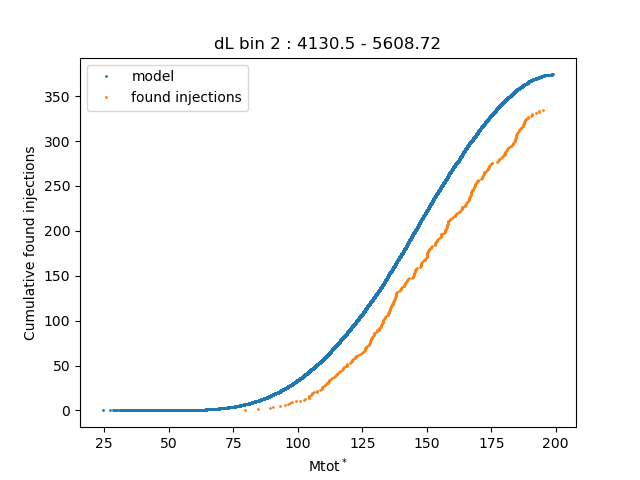 dL bin 2 : 4130.5 - 5608.72
model
found injections
Cumulative found injections
350
300
250
200
150
100
50
0
25 50 75 100 125 150 175 200
Mtot*